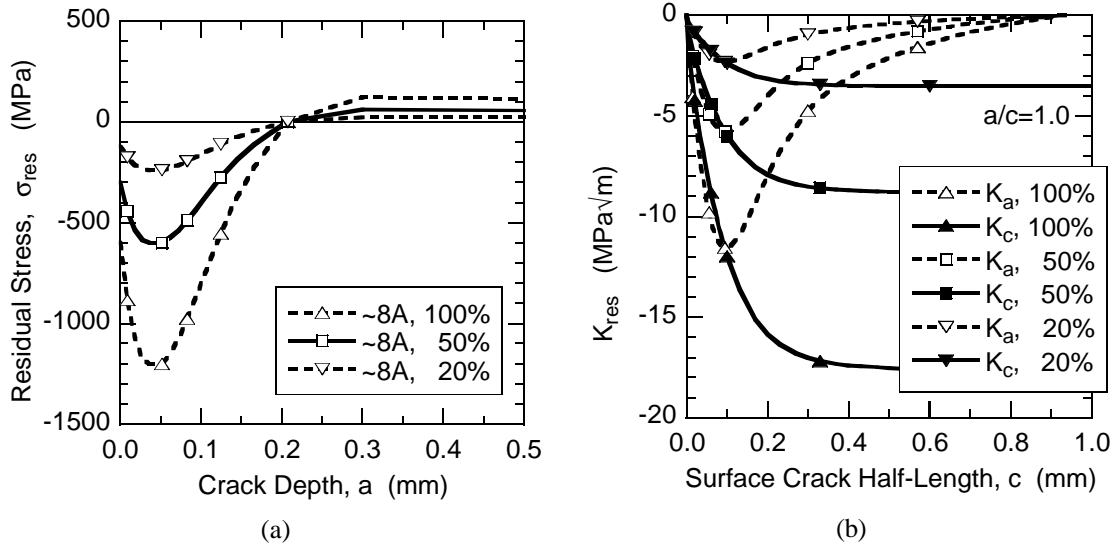 500
0
-500
-1000
-1500
Residual Stress, σres (MPa)
~8A, 100%
~8A, 50%
~8A, 20%
0.0 0.1 0.2 0.3 0.4 0.5
Crack Depth, a (mm)
(a)
0
-5
-10
-15
-20
Kres (MPa√m)
a/c=1.0
Ka, 100%
Kc, 100%
Ka, 50%
Kc, 50%
Ka, 20%
Kc, 20%
0.0 0.2 0.4 0.6 0.8 1.0
Surface Crack Half-Length, c (mm)
(b)